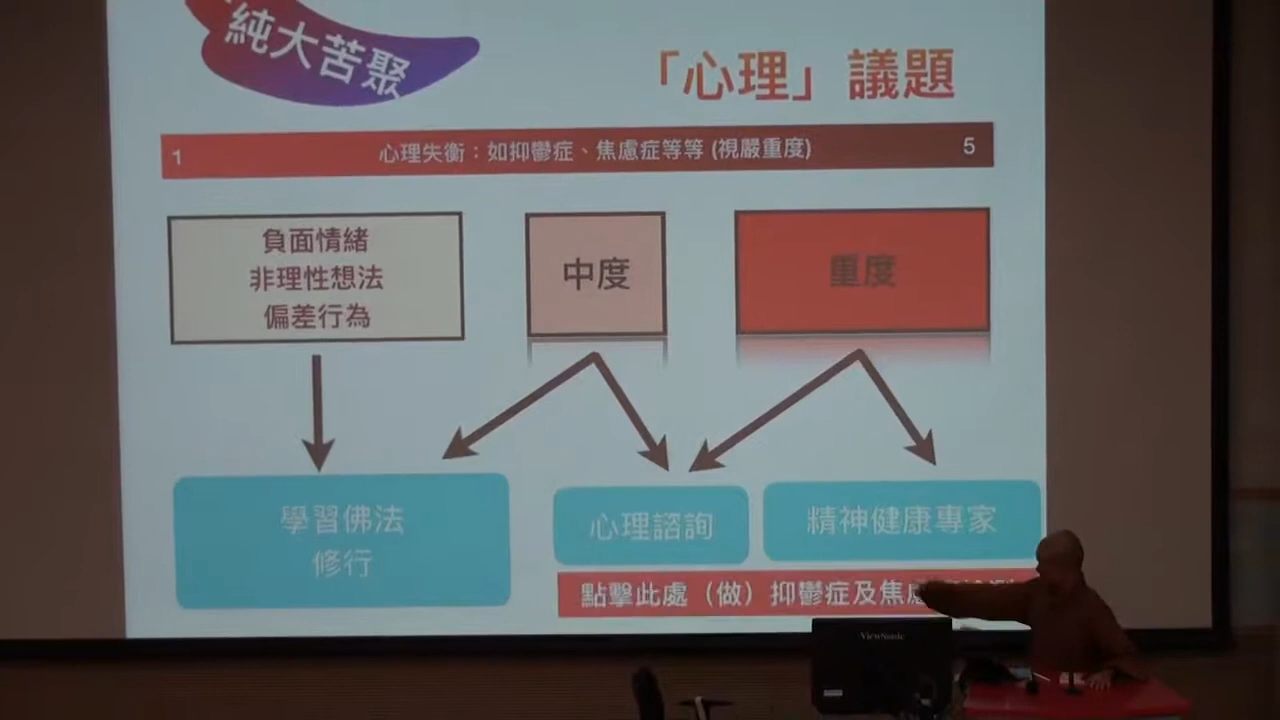 純大苦聚
「心理」議題
1 心理失衡：如抑鬱症、焦慮症等等 (視嚴重度) 5
負面情緒
非理性想法
偏差行為
中度
重度
學習佛法
修行
心理諮詢
精神健康專家
點擊此處（做）抑鬱症及焦
ViewSonic